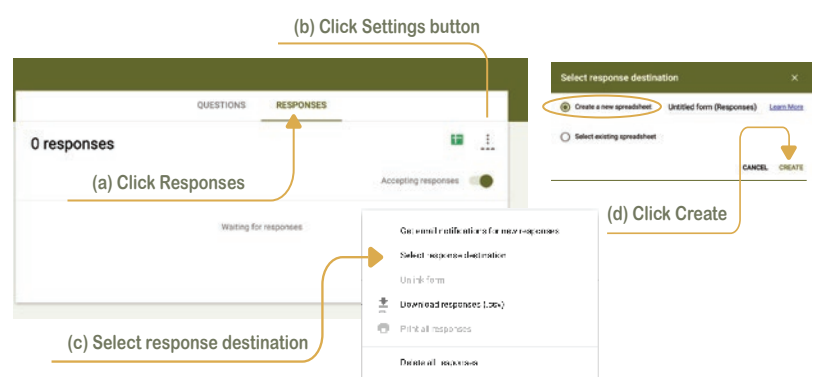 (b) Click Settings button
Select response destination
QUESTIONS RESPONSES
Create a new spreadsheet Untitled form (Responses) Learn More
0 responses
Select existing spreadsheet
(a) Click Responses
Accepting responses
CANCEL CREATE
(d) Click Create
Waiting for responses
Get email notifications for new responses
Select response destination
Unlink form
Download responses (.csv)
Print all responses
(c) Select response destination
Delete all responses